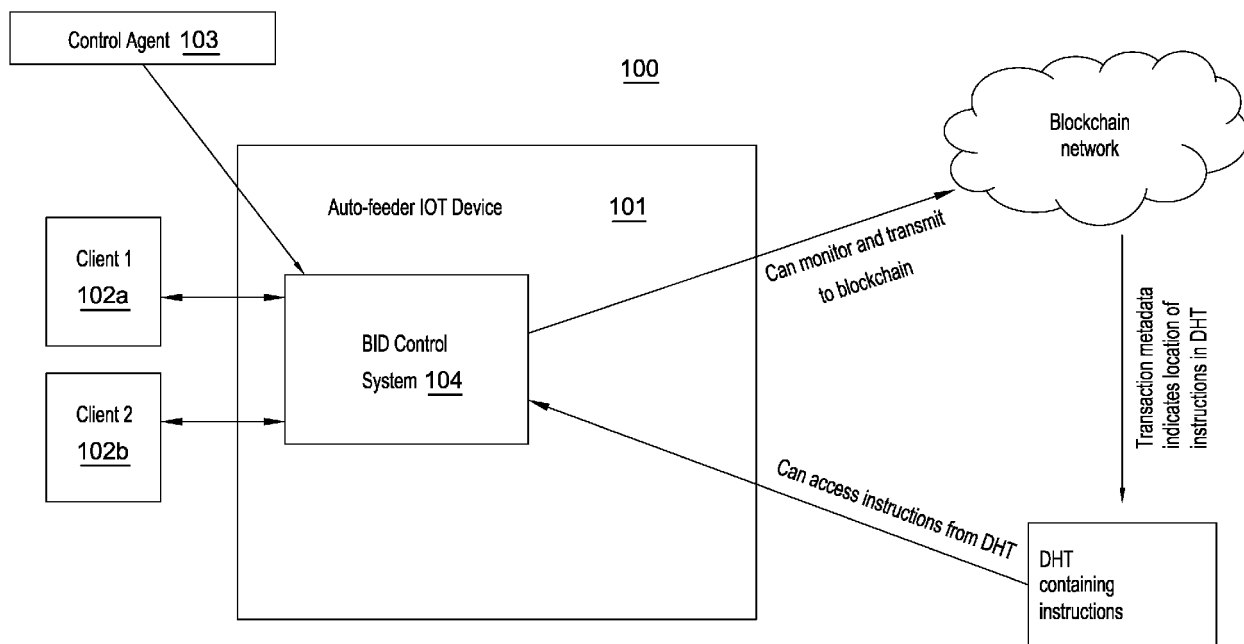 Control Agent 103
100
Blockchain
network
Auto-feeder IOT Device 101
Client 1
102a
BID Control
System 104
Client 2
102b
Can monitor and transmit
to blockchain
Transaction metadata
indicates location of
instructions in DHT
Can access instructions from DHT
DHT
containing
instructions